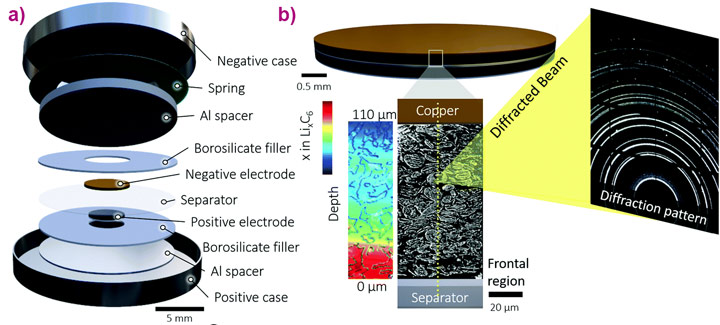 a)
Negative case
Spring
Al spacer
Borosilicate filler
Negative electrode
Separator
Positive electrode
Borosilicate filler
Al spacer
Positive case
5 mm
b)
0.5 mm
x in LixC6
110 µm
Depth
0 µm
Copper
Separator
Frontal
region
20 µm
Diffracted Beam
Diffraction pattern